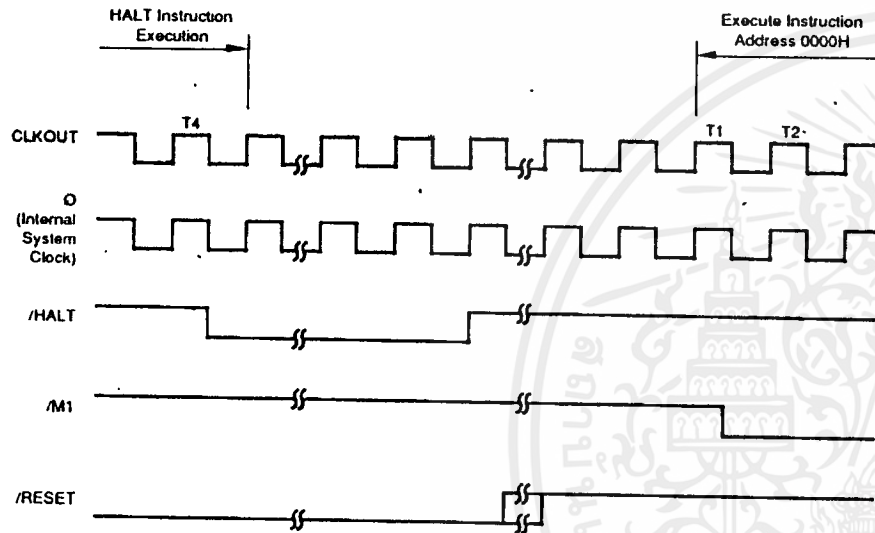 HALT Instruction
Execution
Execute Instruction
Address 0000H
T4
T1
T2
CLKOUT
Ø
(Internal
System
Clock)
/HALT
/M1
/RESET